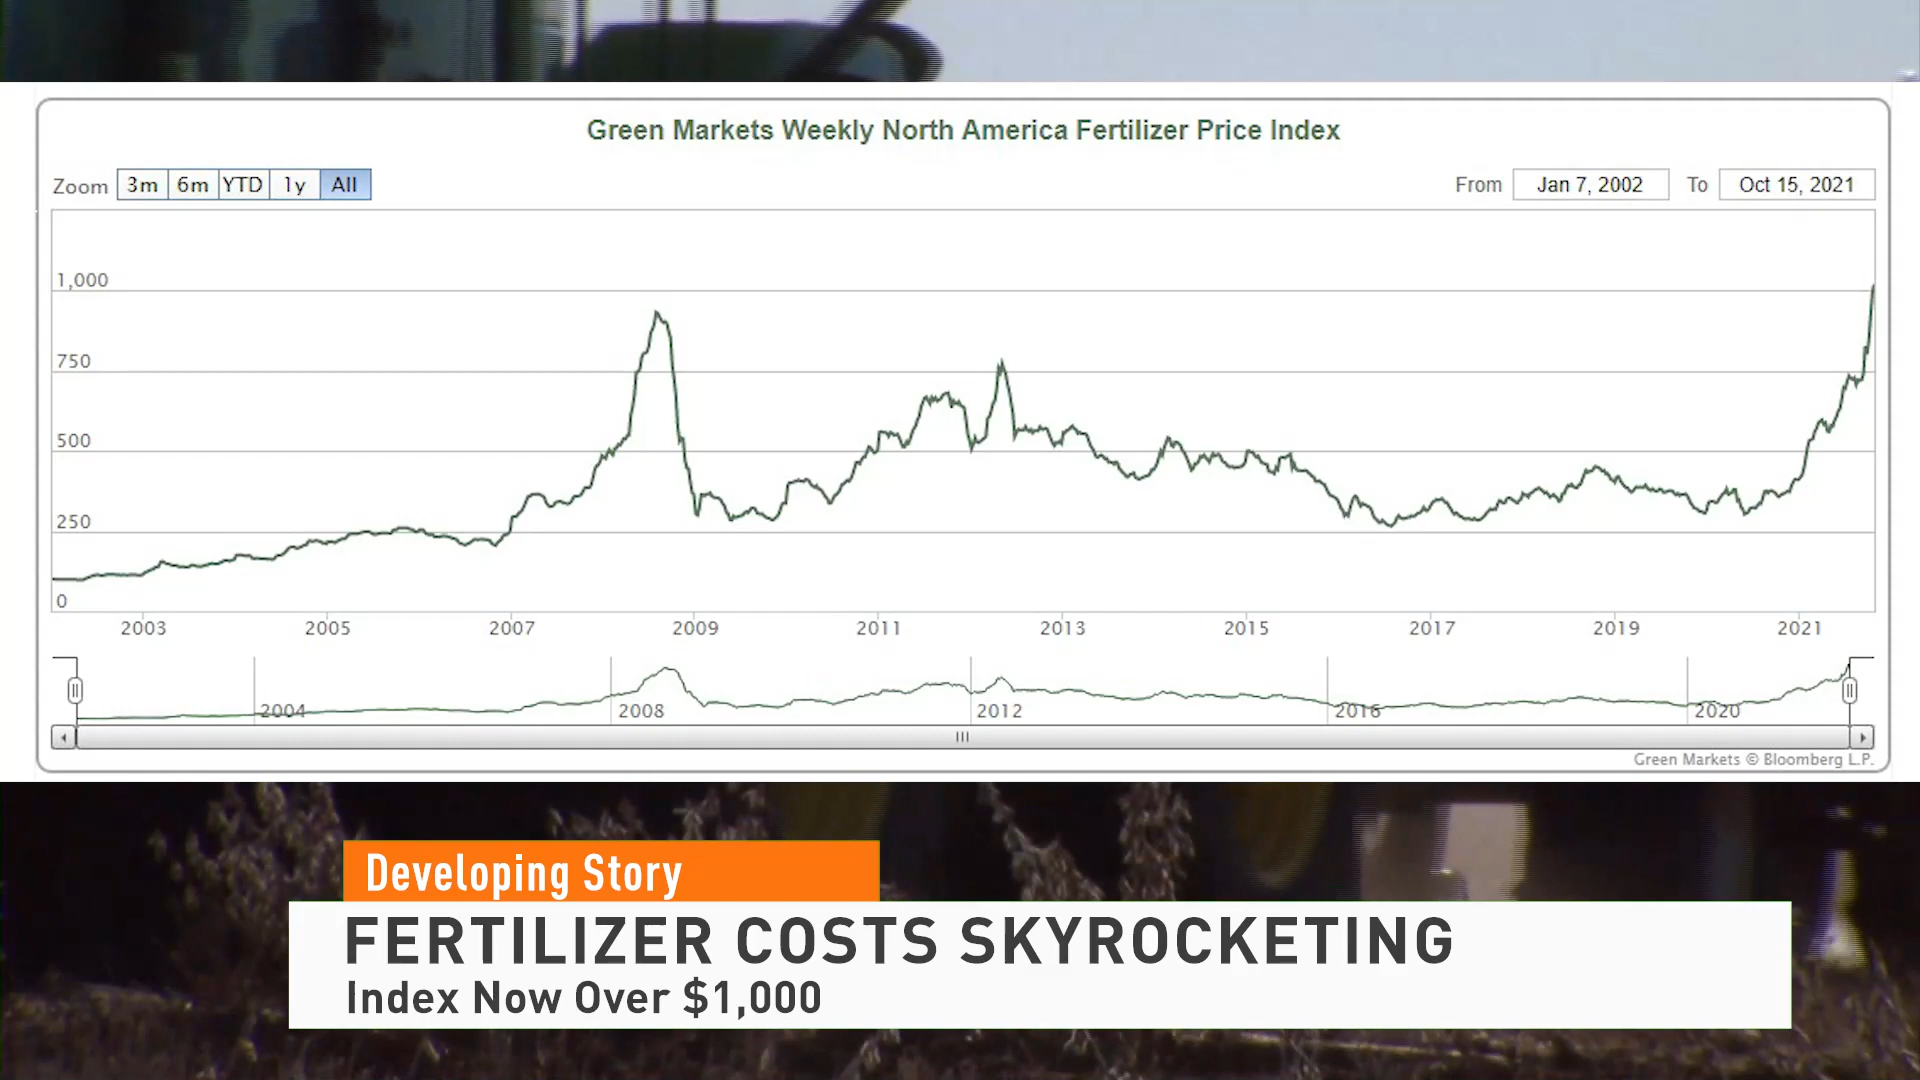 Green Markets Weekly North America Fertilizer Price Index
Zoom 3m 6m YTD 1y All From Jan 7, 2002 To Oct 15, 2021
1,000
750
500
250
0
2003 2005 2007 2009 2011 2013 2015 2017 2019 2021
2004 2008 2012 2016 2020
Green Markets © Bloomberg L.P.
Developing Story
FERTILIZER COSTS SKYROCKETING
Index Now Over $1,000